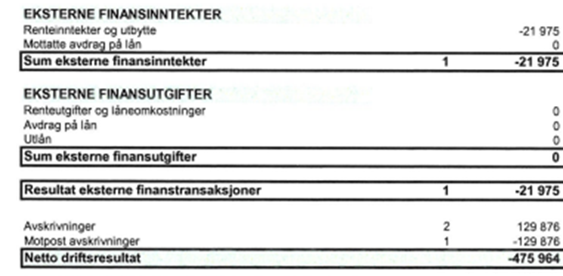 EKSTERNE FINANSINNTEKTER
Renteinntekter og utbytte -21 975
Mottatte avdrag på lån 0
Sum eksterne finansinntekter 1 -21 975
EKSTERNE FINANSUTGIFTER
Renteutgifter og låneomkostninger 0
Avdrag på lån 0
Utlån 0
Sum eksterne finansutgifter 0
Resultat eksterne finanstransaksjoner 1 -21 975
Avskrivninger 2 129 876
Motpost avskrivninger 1 -129 876
Netto driftsresultat -475 964